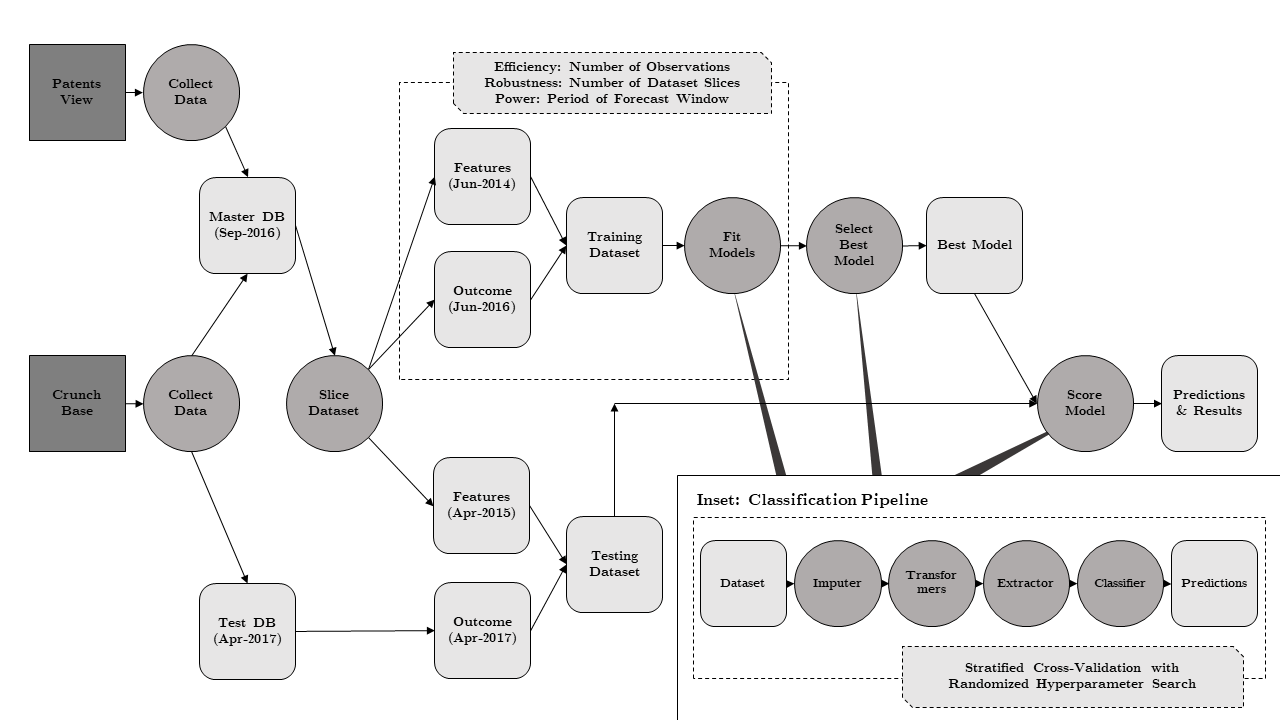 Patents
View
Collect
Data
Efficiency: Number of Observations
Robustness: Number of Dataset Slices
Power: Period of Forecast Window
Features
(Jun-2014)
Master DB
(Sep-2016)
Training
Dataset
Fit
Models
Select
Best
Model
Best Model
Outcome
(Jun-2016)
Crunch
Base
Collect
Data
Slice
Dataset
Score
Model
Predictions
& Results
Features
(Apr-2015)
Testing
Dataset
Test DB
(Apr-2017)
Outcome
(Apr-2017)
Inset: Classification Pipeline
Dataset
Imputer
Transfor
mers
Extractor
Classifier
Predictions
Stratified Cross-Validation with
Randomized Hyperparameter Search